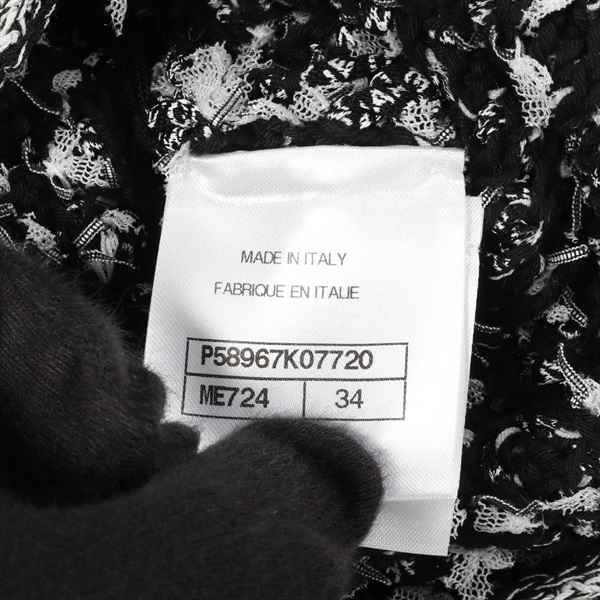 MADE IN ITALY
FABRIQUE EN ITALIE
P58967K07720
ME724 34